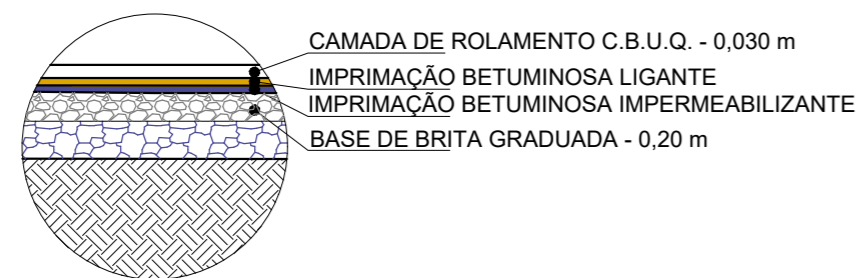 CAMADA DE ROLAMENTO C.B.U.Q. - 0,030 m
IMPRIMAÇÃO BETUMINOSA LIGANTE
IMPRIMAÇÃO BETUMINOSA IMPERMEABILIZANTE
BASE DE BRITA GRADUADA - 0,20 m